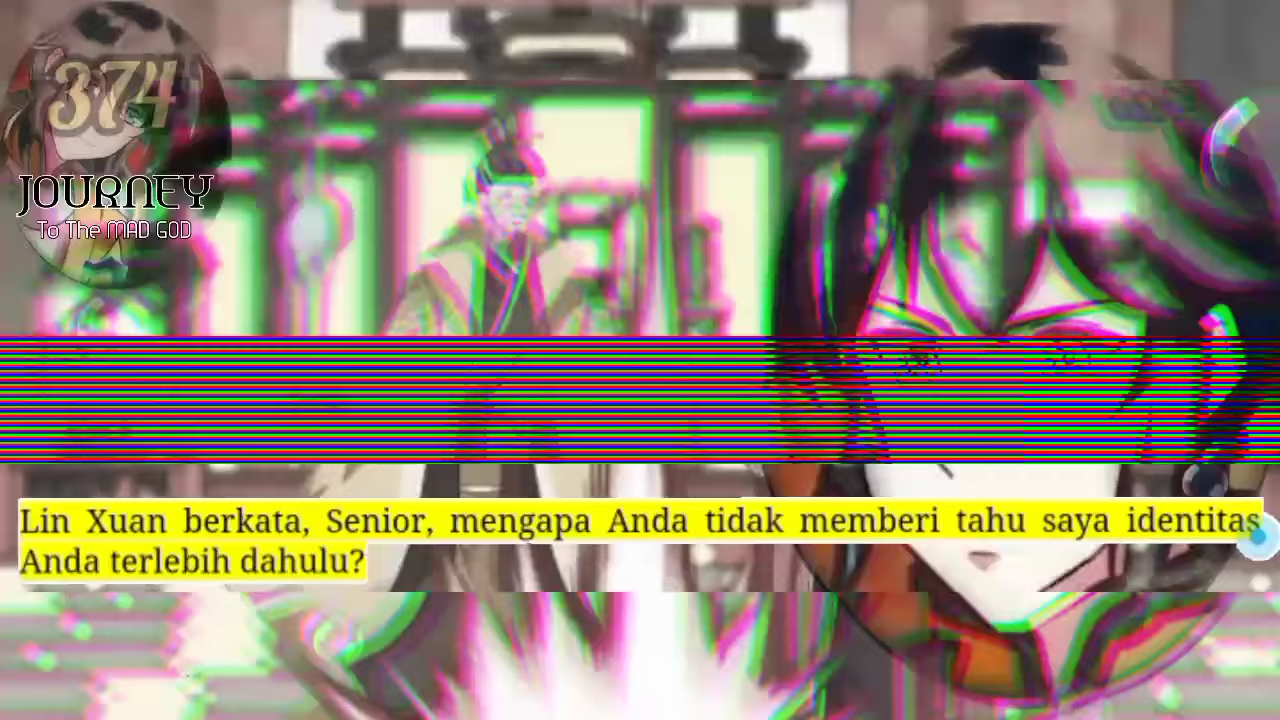 374
JOURNEY
To The MAD GOD
Lin Xuan berkata, Senior, mengapa Anda tidak memberi tahu saya identitas
Anda terlebih dahulu?